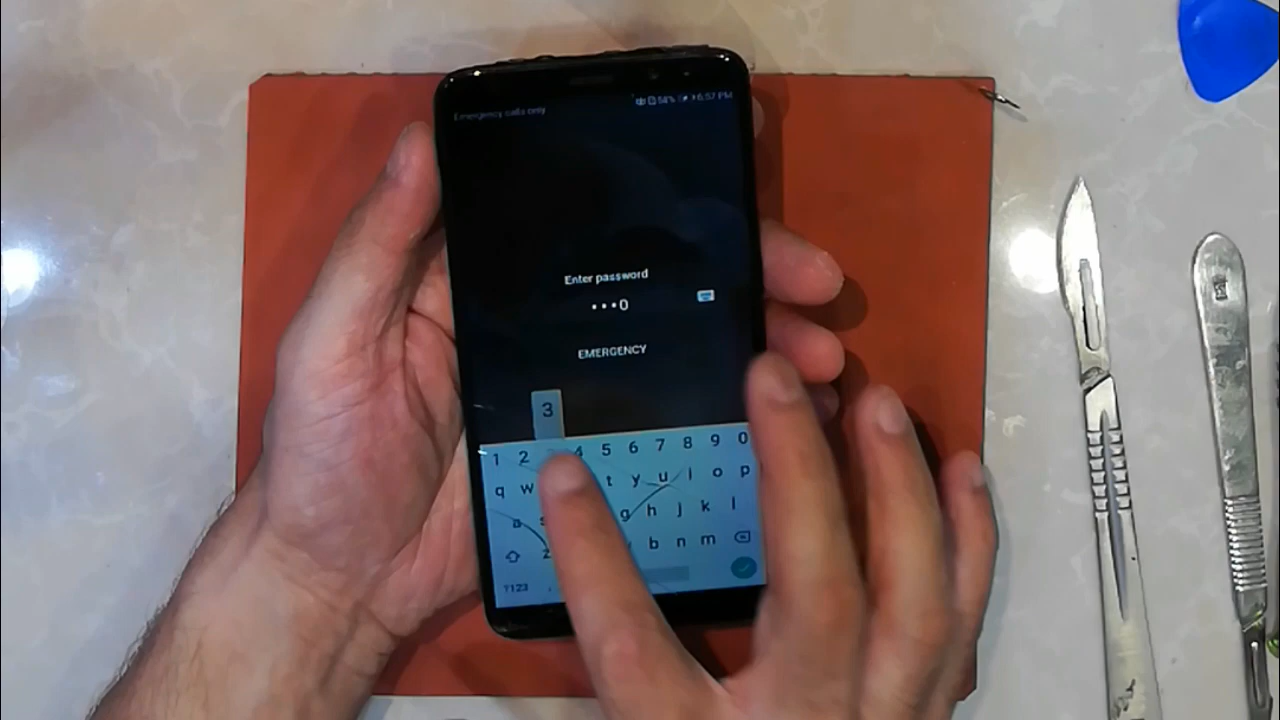 Emergency calls only
58% 6:57 PM
Enter password
•••0
EMERGENCY
3
1 2 4 5 6 7 8 9 0
q w t y u i o p
a s g h j k l
z b n m
?123 ,